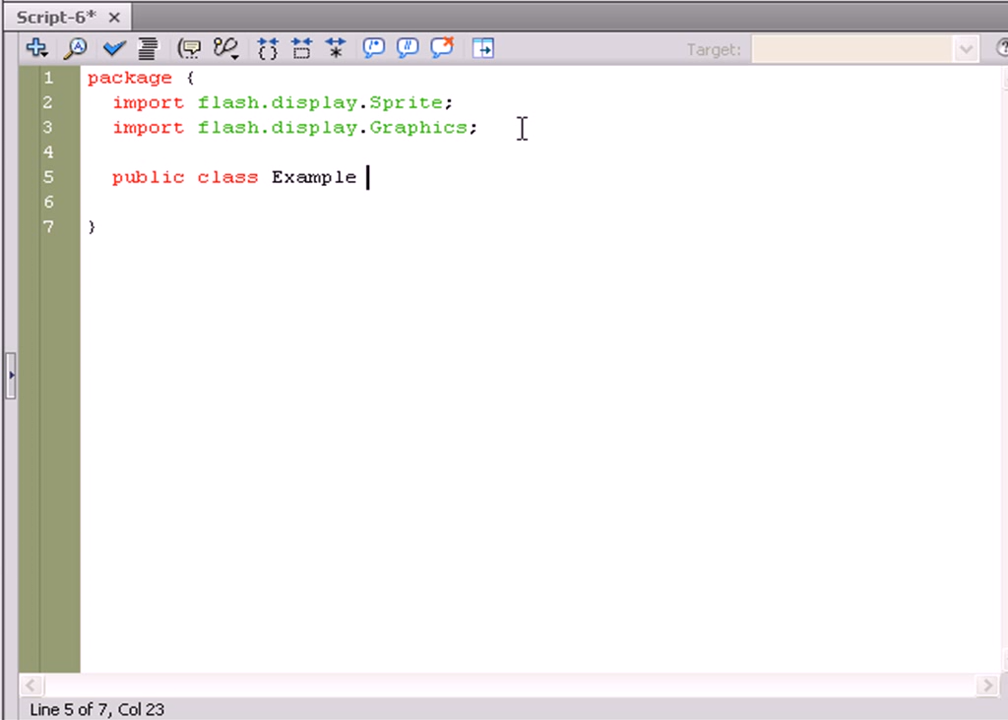 Script-6*
Target:
1 package {
2 import flash.display.Sprite;
3 import flash.display.Graphics;
4
5 public class Example
6
7 }
Line 5 of 7, Col 23